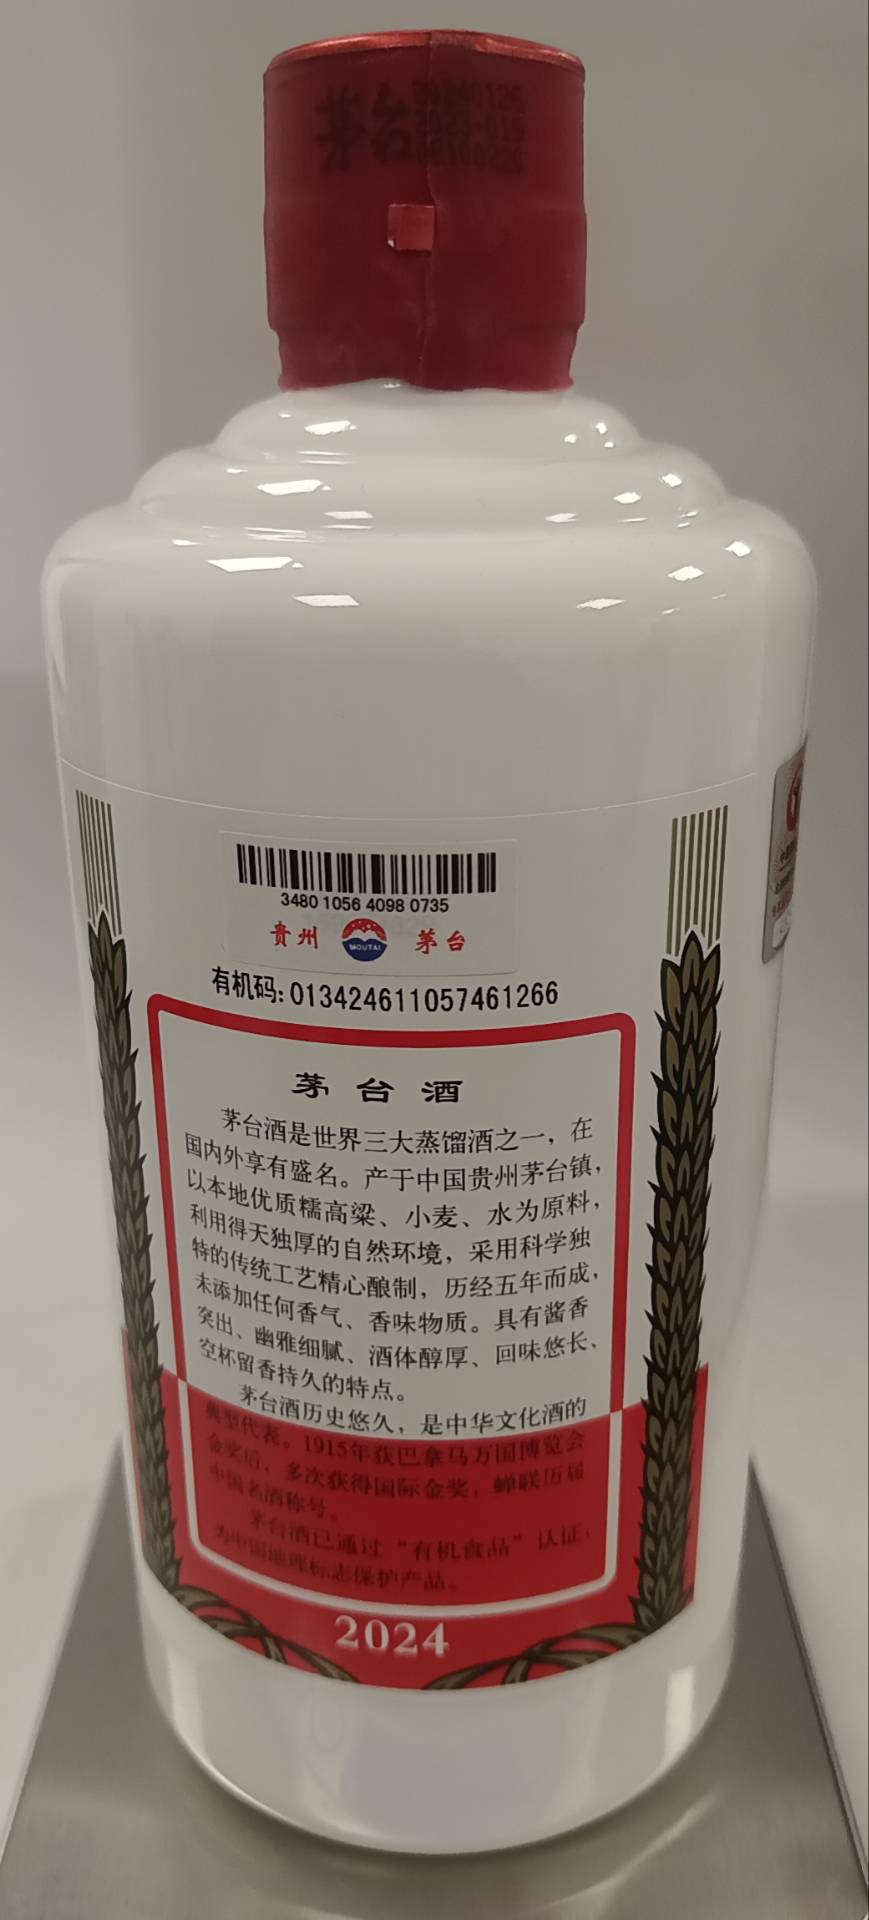 茅台
20240126
2023-015
3480 1056 4098 0735
贵州 MOUTAI 茅台
有机码:013424611057461266
茅台酒
茅台酒是世界三大蒸馏酒之一，在
国内外享有盛名。产于中国贵州茅台镇，
以本地优质糯高粱、小麦、水为原料，
利用得天独厚的自然环境，采用科学独
特的传统工艺精心酿制，历经五年而成，
未添加任何香气、香味物质。具有酱香
突出、幽雅细腻、酒体醇厚、回味悠长、
空杯留香持久的特点。
茅台酒历史悠久，是中华文化酒的
典型代表。1915年获巴拿马万国博览会
金奖后，多次获得国际金奖，蝉联历届
中国名酒称号。
茅台酒已通过“有机食品”认证，
为中国地理标志保护产品。
2024